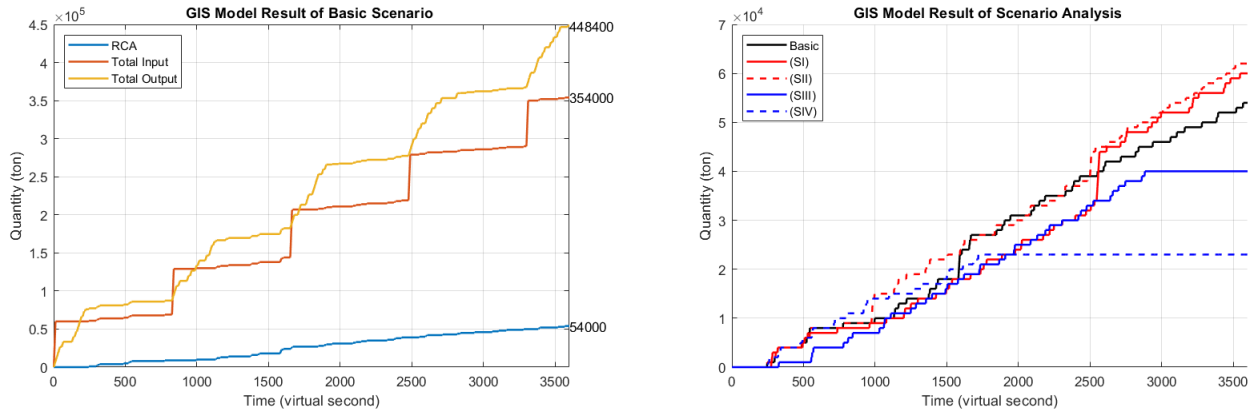 GIS Model Result of Basic Scenario
×10^5
4.5
4
3.5
3
2.5
2
1.5
1
0.5
0
Quantity (ton)
RCA
Total Input
Total Output
448400
354000
54000
0 500 1000 1500 2000 2500 3000 3500
Time (virtual second)
GIS Model Result of Scenario Analysis
×10^4
7
6
5
4
3
2
1
0
Quantity (ton)
Basic
(SI)
(SII)
(SIII)
(SIV)
0 500 1000 1500 2000 2500 3000 3500
Time (virtual second)